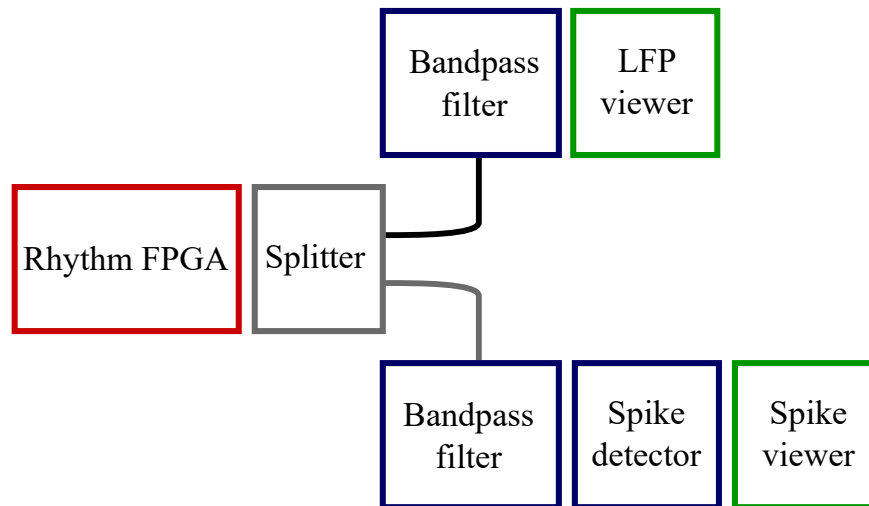 Bandpass
filter
LFP
viewer
Rhythm FPGA
Splitter
Bandpass
filter
Spike
detector
Spike
viewer